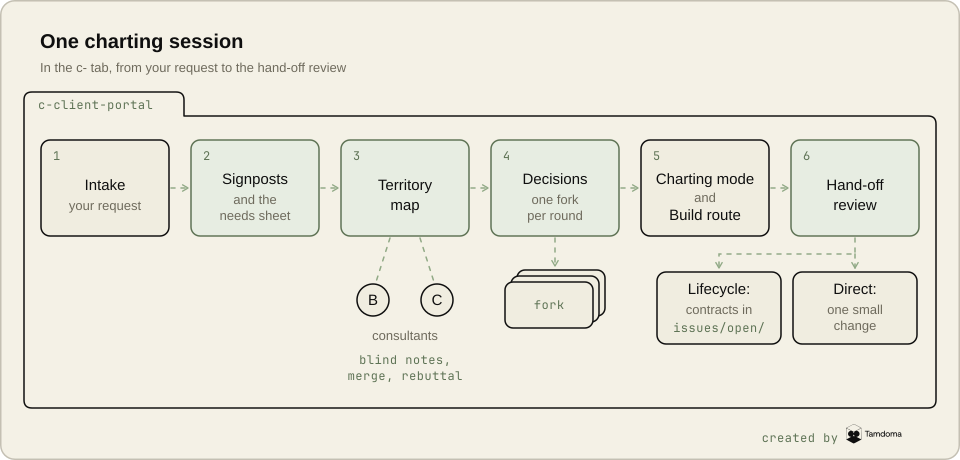 One charting session
In the c- tab, from your request to the hand-off review
c-client-portal
1
Intake
your request
2
Signposts
and the
needs sheet
3
Territory
map
4
Decisions
one fork
per round
5
Charting mode
and
Build route
6
Hand-off
review
B
C
consultants
blind notes,
merge, rebuttal
fork
Lifecycle:
contracts in
issues/open/
Direct:
one small
change
created by
Tamdoma